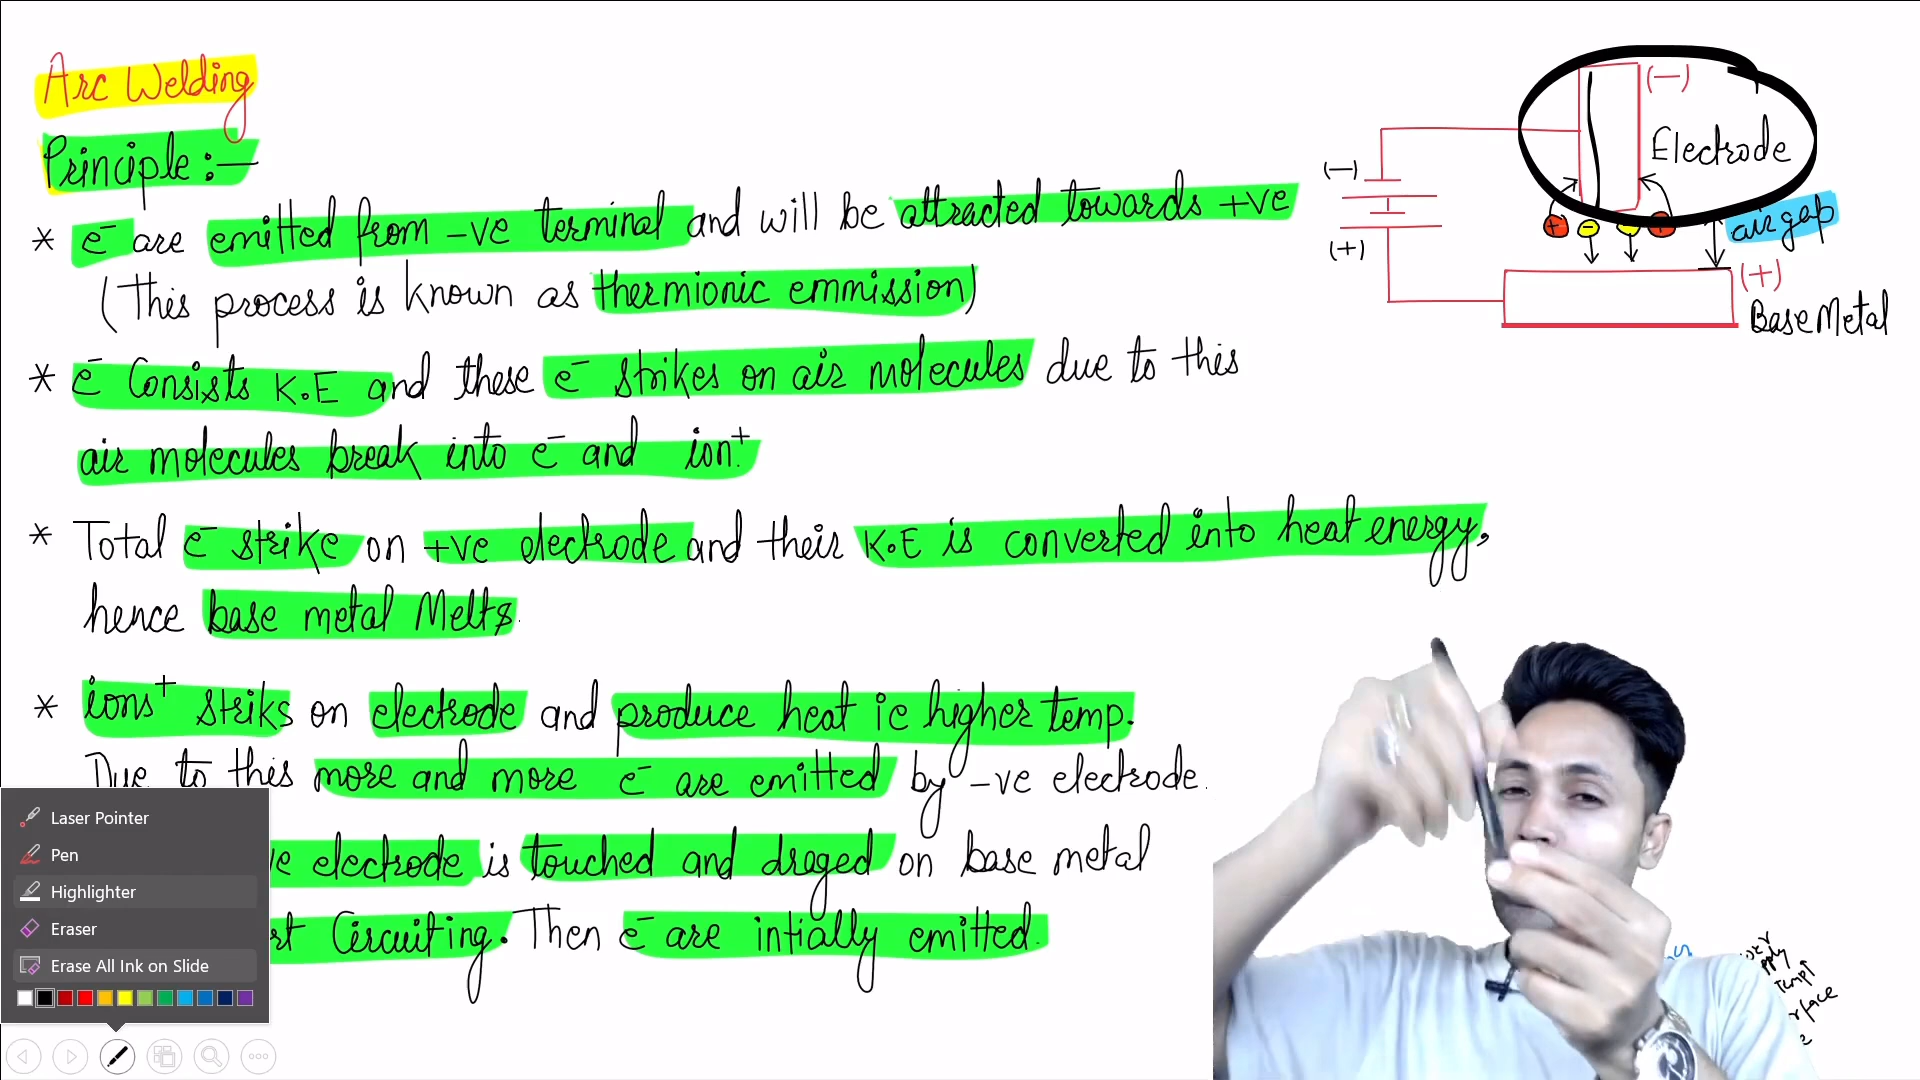 Arc Welding
Principle:-
* e⁻ are emitted from -ve terminal and will be attracted towards +ve
(This process is known as thermionic emmission)
* e⁻ Consists K.E and these e⁻ strikes on air molecules due to this
air molecules break into e⁻ and ion⁺.
* Total e⁻ strike on +ve electrode and their K.E is converted into heat energy,
hence base metal Melts.
* ions⁺ striks on electrode and produce heat ie higher temp.
Due to this more and more e⁻ are emitted by -ve electrode.
electrode is touched and draged on base metal
Circuiting. Then e⁻ are intially emitted.
(-)
Electrode
(-)
air gap
+ - +
(+)
(+)
Base Metal
Laser Pointer
Pen
Highlighter
Eraser
Erase All Ink on Slide